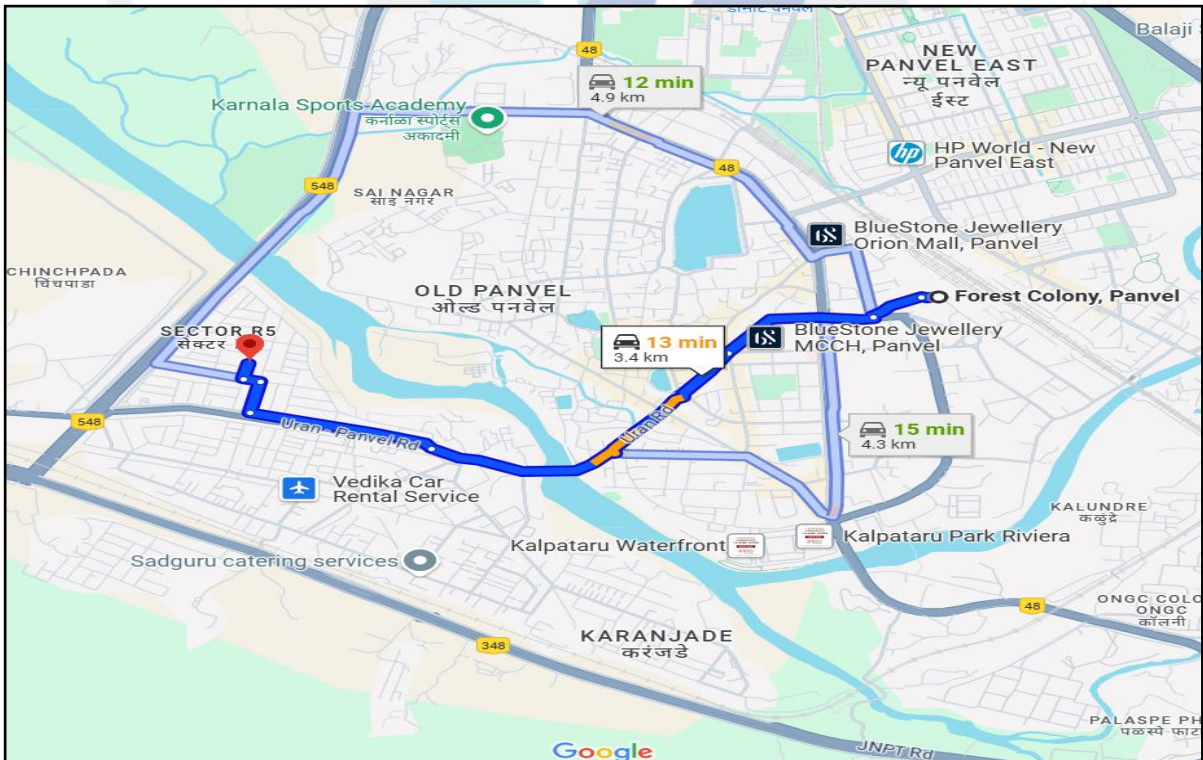 डीमार्ट पनवेल
Balaji
48
12 min
4.9 km
NEW
PANVEL EAST
न्यू पनवेल
ईस्ट
Karnala Sports Academy
कर्नाळा स्पोर्ट्स
अकादमी
HP World - New
Panvel East
hp
48
548
SAI NAGAR
साई नगर
BlueStone Jewellery
Orion Mall, Panvel
CHINCHPADA
चिंचपाडा
OLD PANVEL
ओल्ड पनवेल
Forest Colony, Panvel
SECTOR R5
सेक्टर
13 min
3.4 km
BlueStone Jewellery
MCCH, Panvel
548
Uran - Panvel Rd
Uran Rd
15 min
4.3 km
Vedika Car
Rental Service
KALUNDRE
कळुंद्रे
Kalpataru Waterfront
Kalpataru Park Riviera
Sadguru catering services
48
ONGC COLO
ONGC
कॉलनी
KARANJADE
करंजडे
348
PALASPE PH
पळस्पे फाट
JNPT Rd
Google